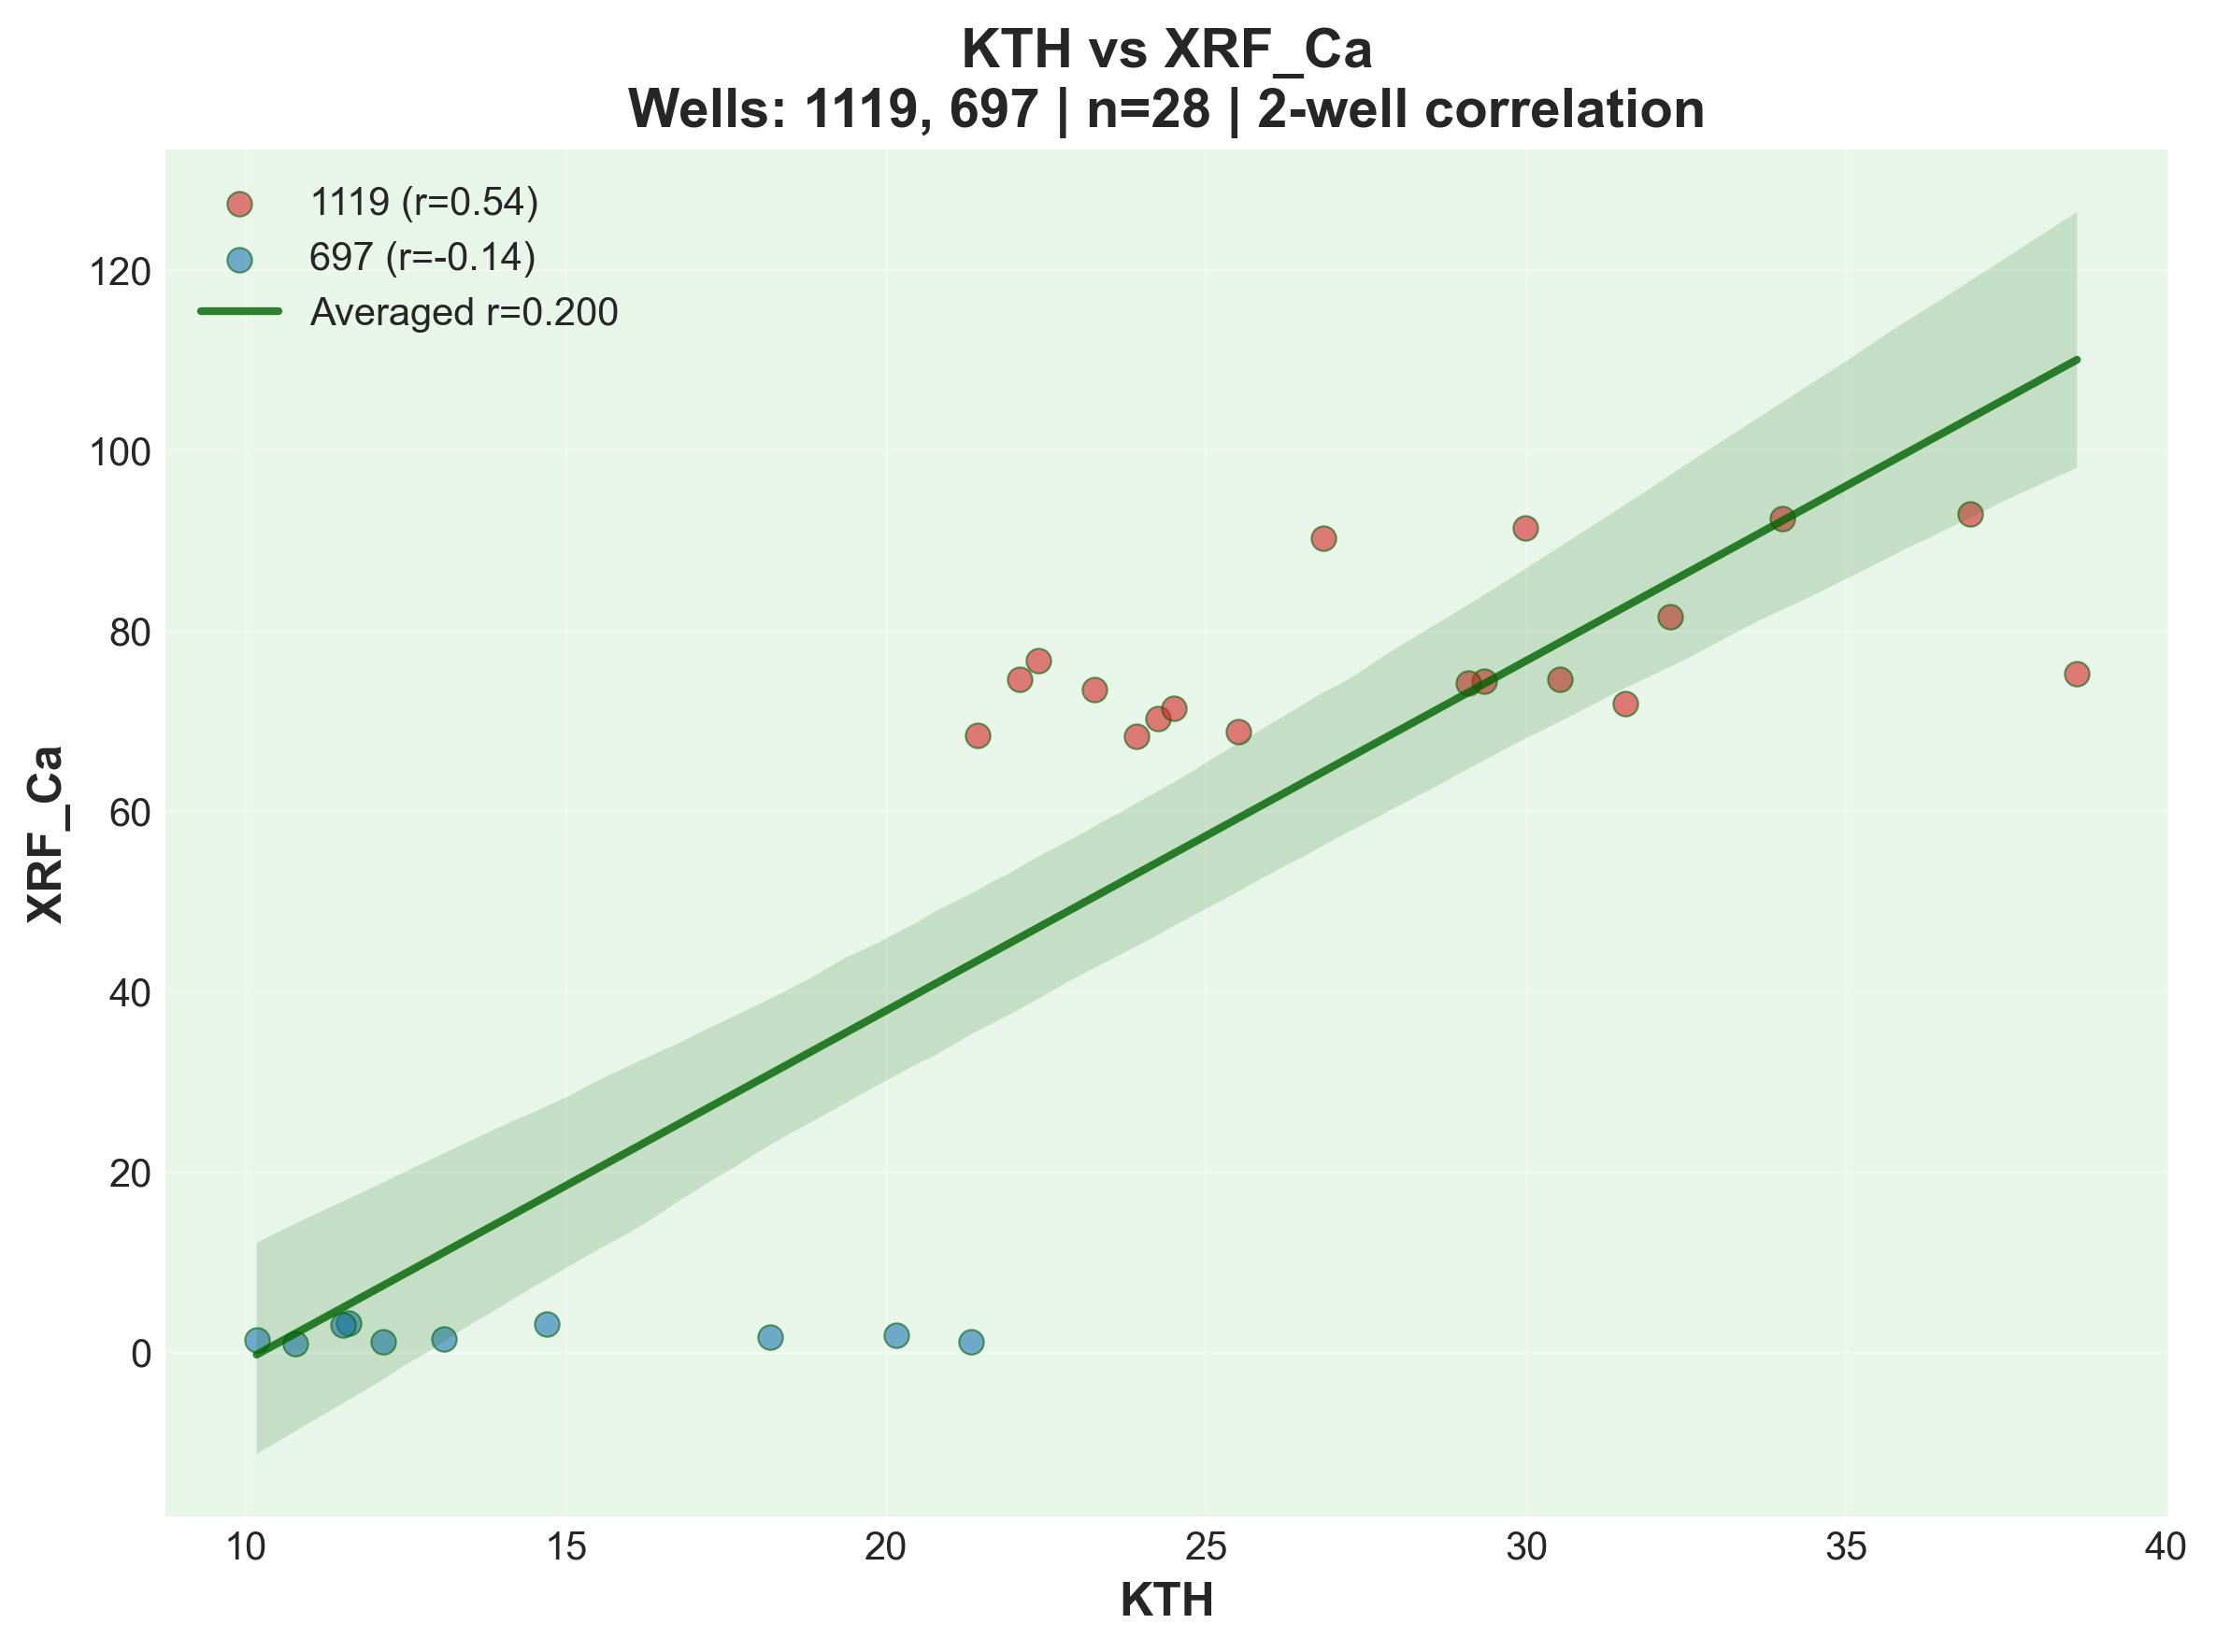 KTH vs XRF_Ca
Wells: 1119, 697 | n=28 | 2-well correlation
1119 (r=0.54)
697 (r=-0.14)
Averaged r=0.200
120
100
80
60
40
20
0
XRF_Ca
10 15 20 25 30 35 40
KTH